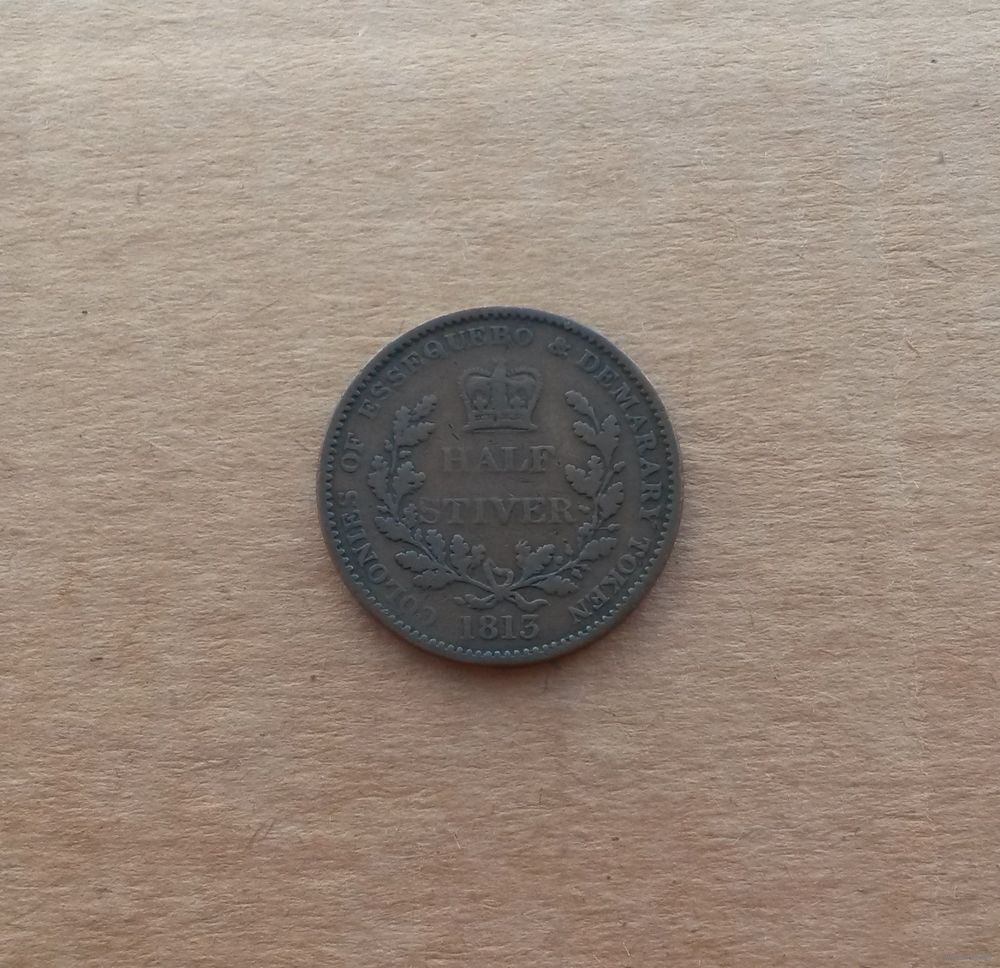 COLONIES OF ESSEQUEBO & DEMARARY TOKEN
HALF
STIVER
1813